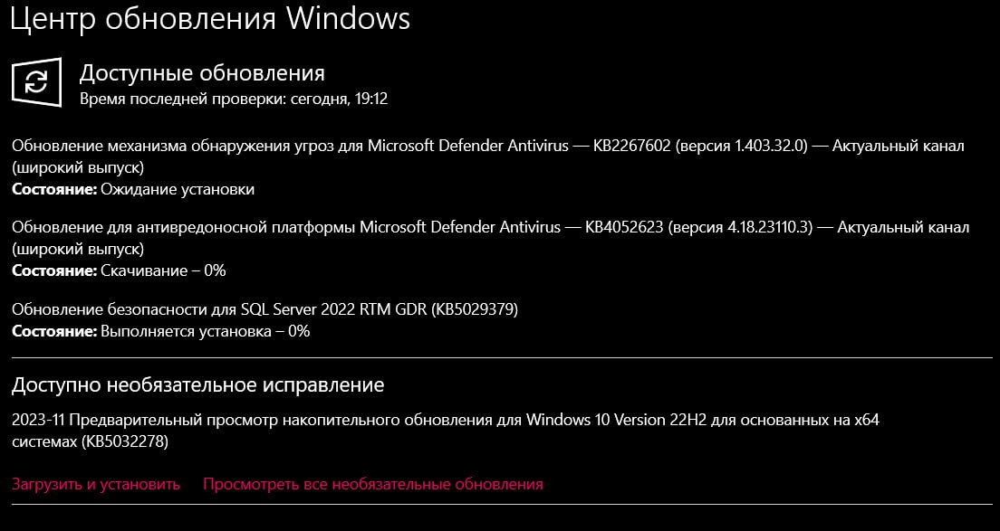 Центр обновления Windows
Доступные обновления
Время последней проверки: сегодня, 19:12
Обновление механизма обнаружения угроз для Microsoft Defender Antivirus — KB2267602 (версия 1.403.32.0) — Актуальный канал
(широкий выпуск)
Состояние: Ожидание установки
Обновление для антивредоносной платформы Microsoft Defender Antivirus — KB4052623 (версия 4.18.23110.3) — Актуальный канал
(широкий выпуск)
Состояние: Скачивание – 0%
Обновление безопасности для SQL Server 2022 RTM GDR (KB5029379)
Состояние: Выполняется установка – 0%
Доступно необязательное исправление
2023-11 Предварительный просмотр накопительного обновления для Windows 10 Version 22H2 для основанных на x64
системах (KB5032278)
Загрузить и установить Просмотреть все необязательные обновления